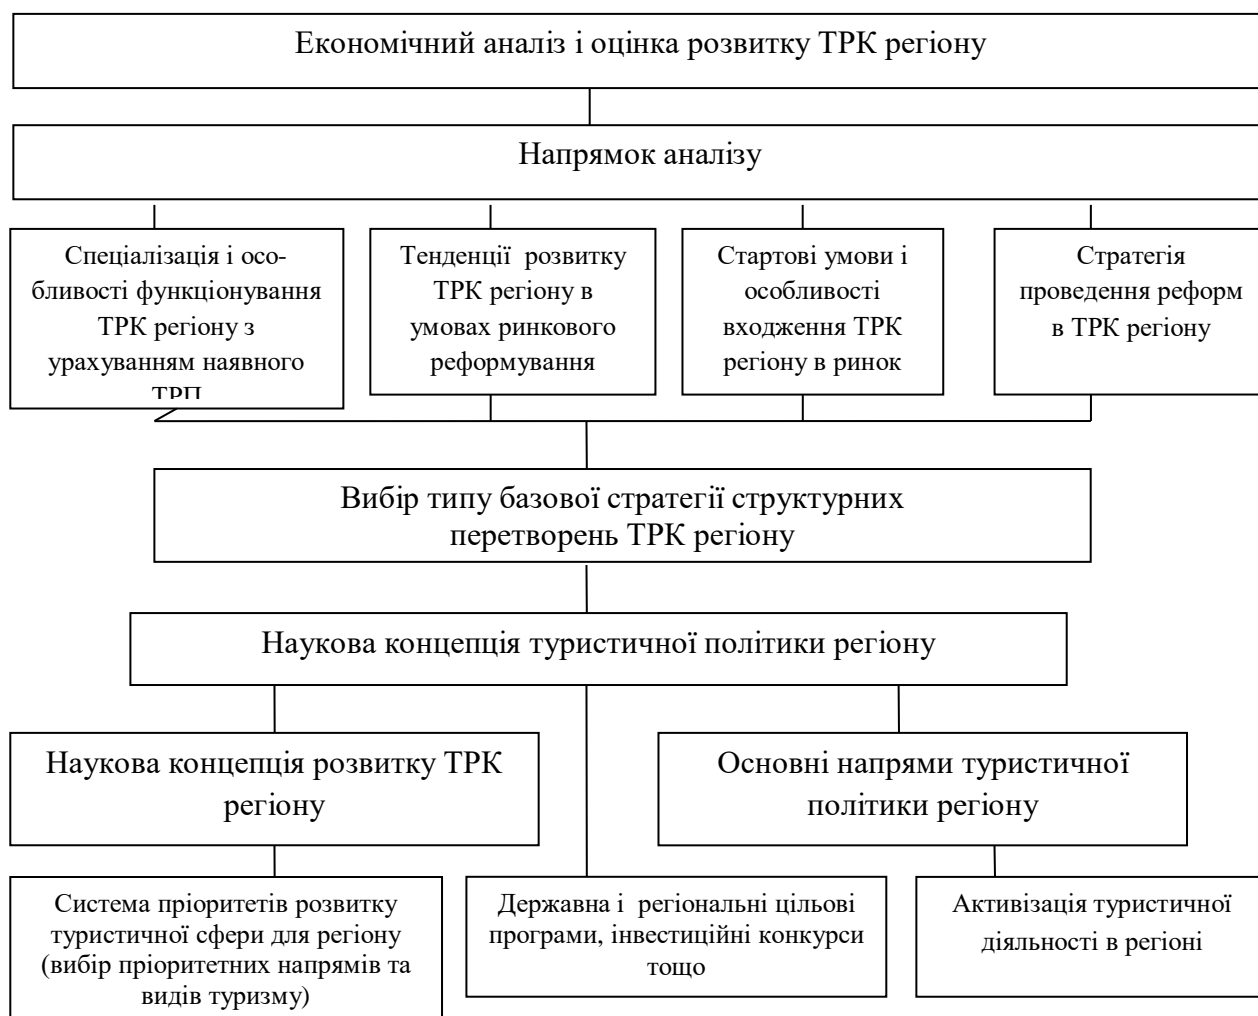 Економічний аналіз і оцінка розвитку ТРК регіону
Напрямок аналізу
Спеціалізація і осо-
бливості функціонування
ТРК регіону з
урахуванням наявного
ТРП
Тенденції розвитку
ТРК регіону в
умовах ринкового
реформування
Стартові умови і
особливості
входження ТРК
регіону в ринок
Стратегія
проведення реформ
в ТРК регіону
Вибір типу базової стратегії структурних
перетворень ТРК регіону
Наукова концепція туристичної політики регіону
Наукова концепція розвитку ТРК
регіону
Основні напрями туристичної
політики регіону
Система пріоритетів розвитку
туристичної сфери для регіону
(вибір пріоритетних напрямів та
видів туризму)
Державна і регіональні цільові
програми, інвестиційні конкурси
тощо
Активізація туристичної
діяльності в регіоні